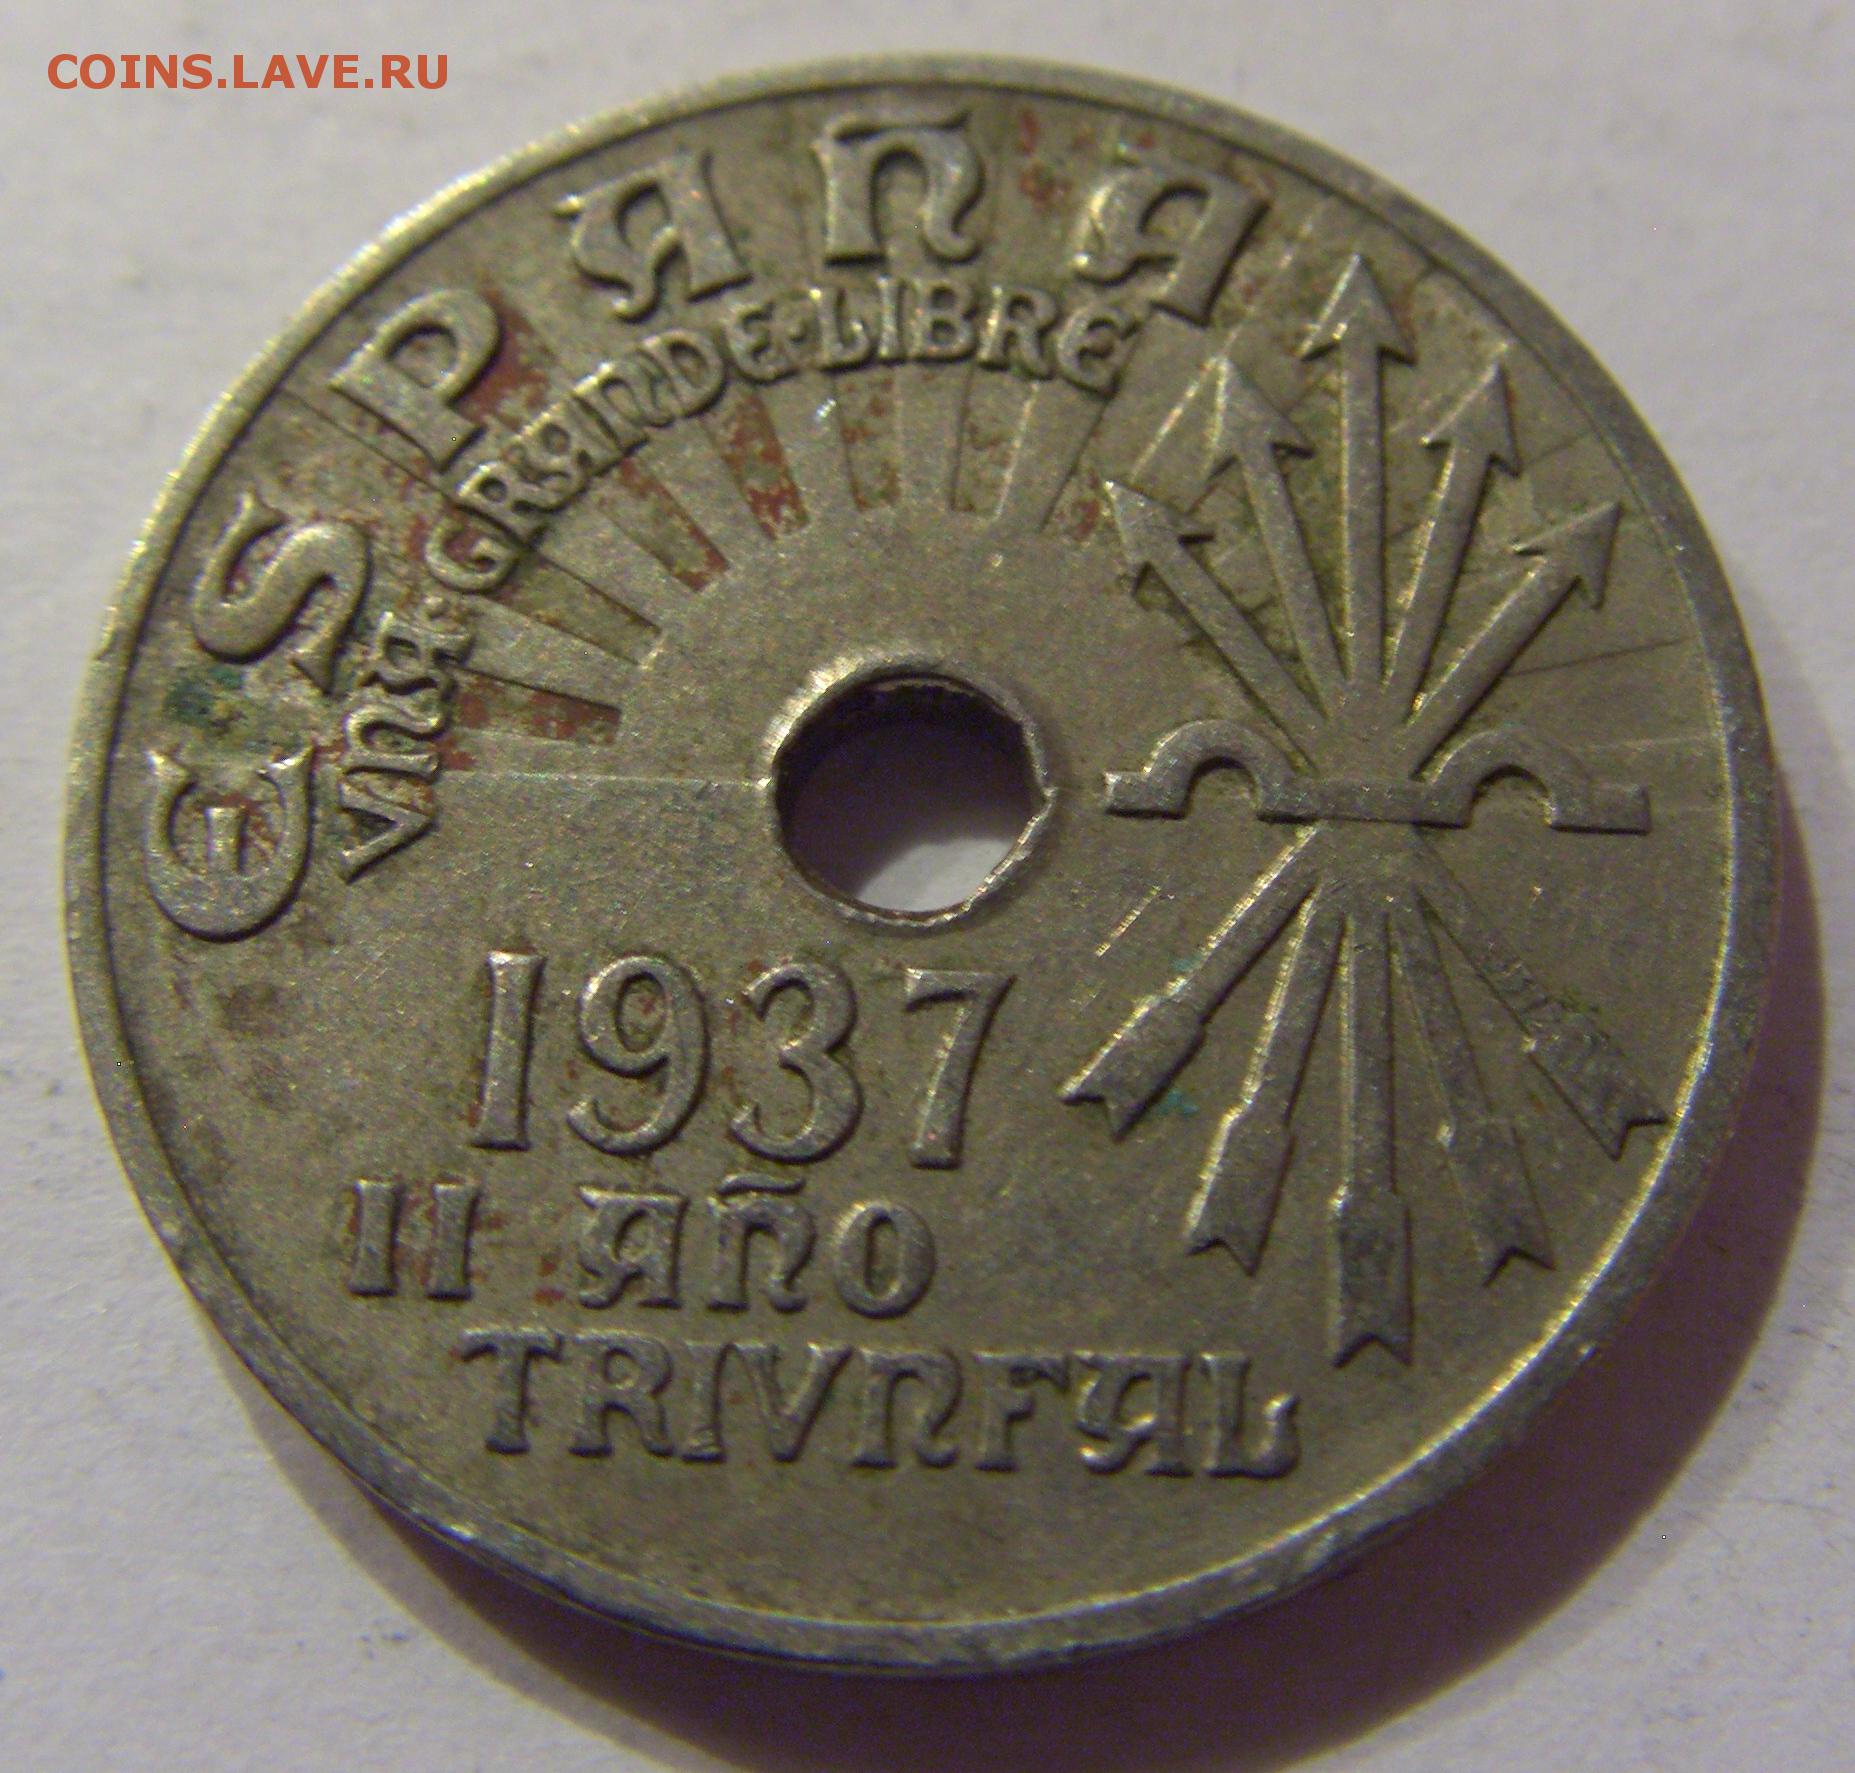 COINS.LAVE.RU
ESPAÑA
VNA·GRANDE·LIBRE
1937
II AÑO
TRIVNFAL